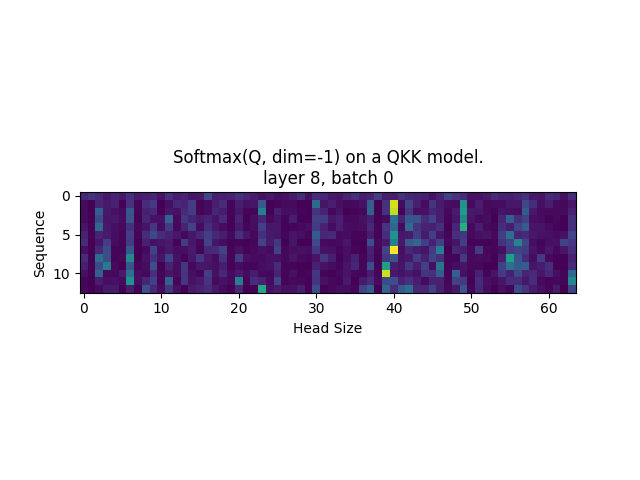 Softmax(Q, dim=-1) on a QKK model.
layer 8, batch 0
0
5
10
Sequence
0 10 20 30 40 50 60
Head Size